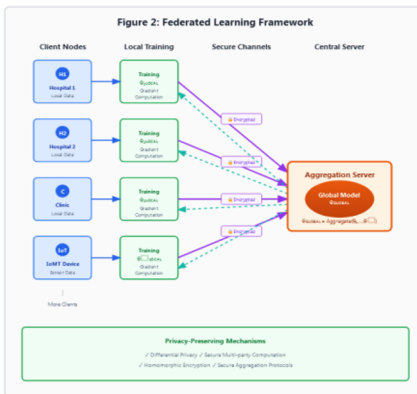 Figure 2: Federated Learning Framework
Client Nodes
Local Training
Secure Channels
Central Server
H1
Hospital 1
Local Data
Training
Gradient
Computation
Encrypted
H2
Hospital 2
Local Data
Training
Gradient
Computation
Encrypted
C
Clinic
Local Data
Training
Gradient
Computation
Encrypted
IoT
IoMT Device
Sensor Data
Training
Gradient
Computation
Encrypted
Aggregation Server
Global Model
More Clients
Privacy-Preserving Mechanisms
✓ Differential Privacy ✓ Secure Multi-party Computation
✓ Homomorphic Encryption ✓ Secure Aggregation Protocols